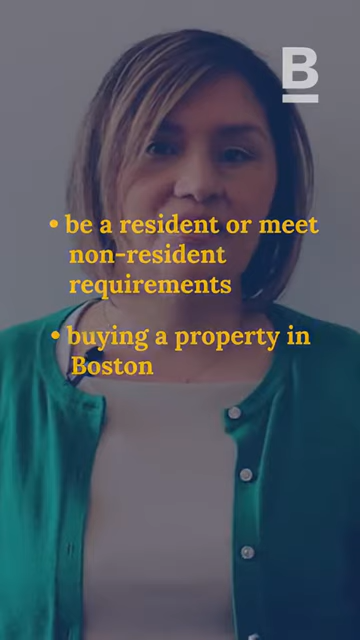 B
• be a resident or meet
non-resident
requirements
• buying a property in
Boston